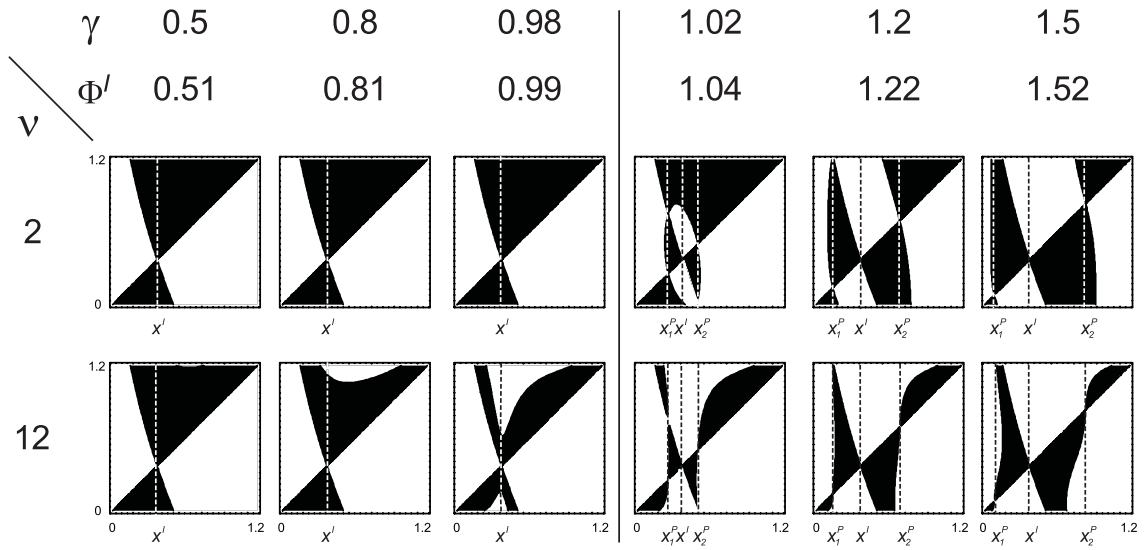 γ 0.5 0.8 0.98 1.02 1.2 1.5
Φ^I 0.51 0.81 0.99 1.04 1.22 1.52
ν
1.2
2
0
x^I x^I x^I x_1^P x^I x_2^P x_1^P x^I x_2^P x_1^P x^I x_2^P
1.2
12
0
0 1.2 0 1.2 0 1.2 0 1.2 0 1.2 0 1.2
x^I x^I x^I x_1^P x^I x_2^P x_1^P x^I x_2^P x_1^P x^I x_2^P